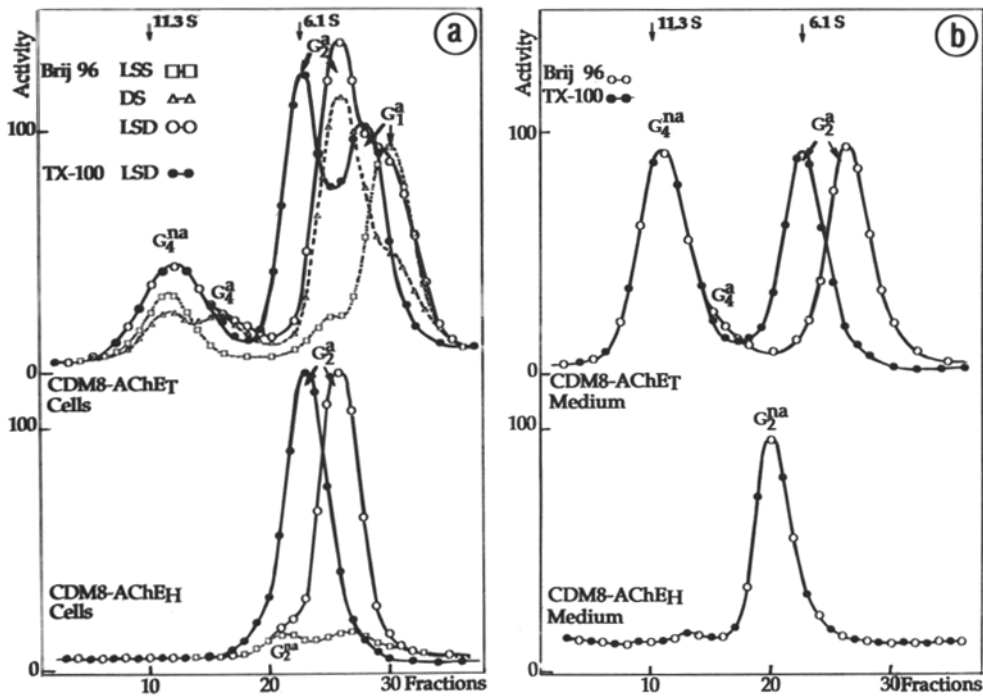 11.3 S 6.1 S
a
Activity
G2a
Brij 96 LSS
DS
LSD
TX-100 LSD
100
G1a
G4na
G4a
0
CDM8-AChET
Cells
G2a
100
CDM8-AChEH
Cells
G2na
0
10 20 30 Fractions
11.3 S 6.1 S
b
Activity
Brij 96
TX-100
100
G4na
G2a
G4a
0
CDM8-AChET
Medium
100
G2na
CDM8-AChEH
Medium
0
10 20 30 Fractions